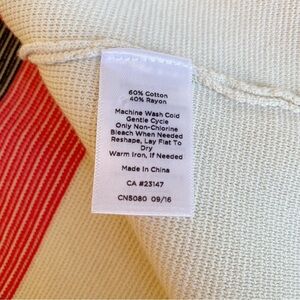 60% Cotton
40% Rayon
Machine Wash Cold
Gentle Cycle
Only Non-Chlorine
Bleach When Needed
Reshape, Lay Flat To
Dry
Warm Iron, If Needed
Made In China
CA #23147
CN5080 09/16